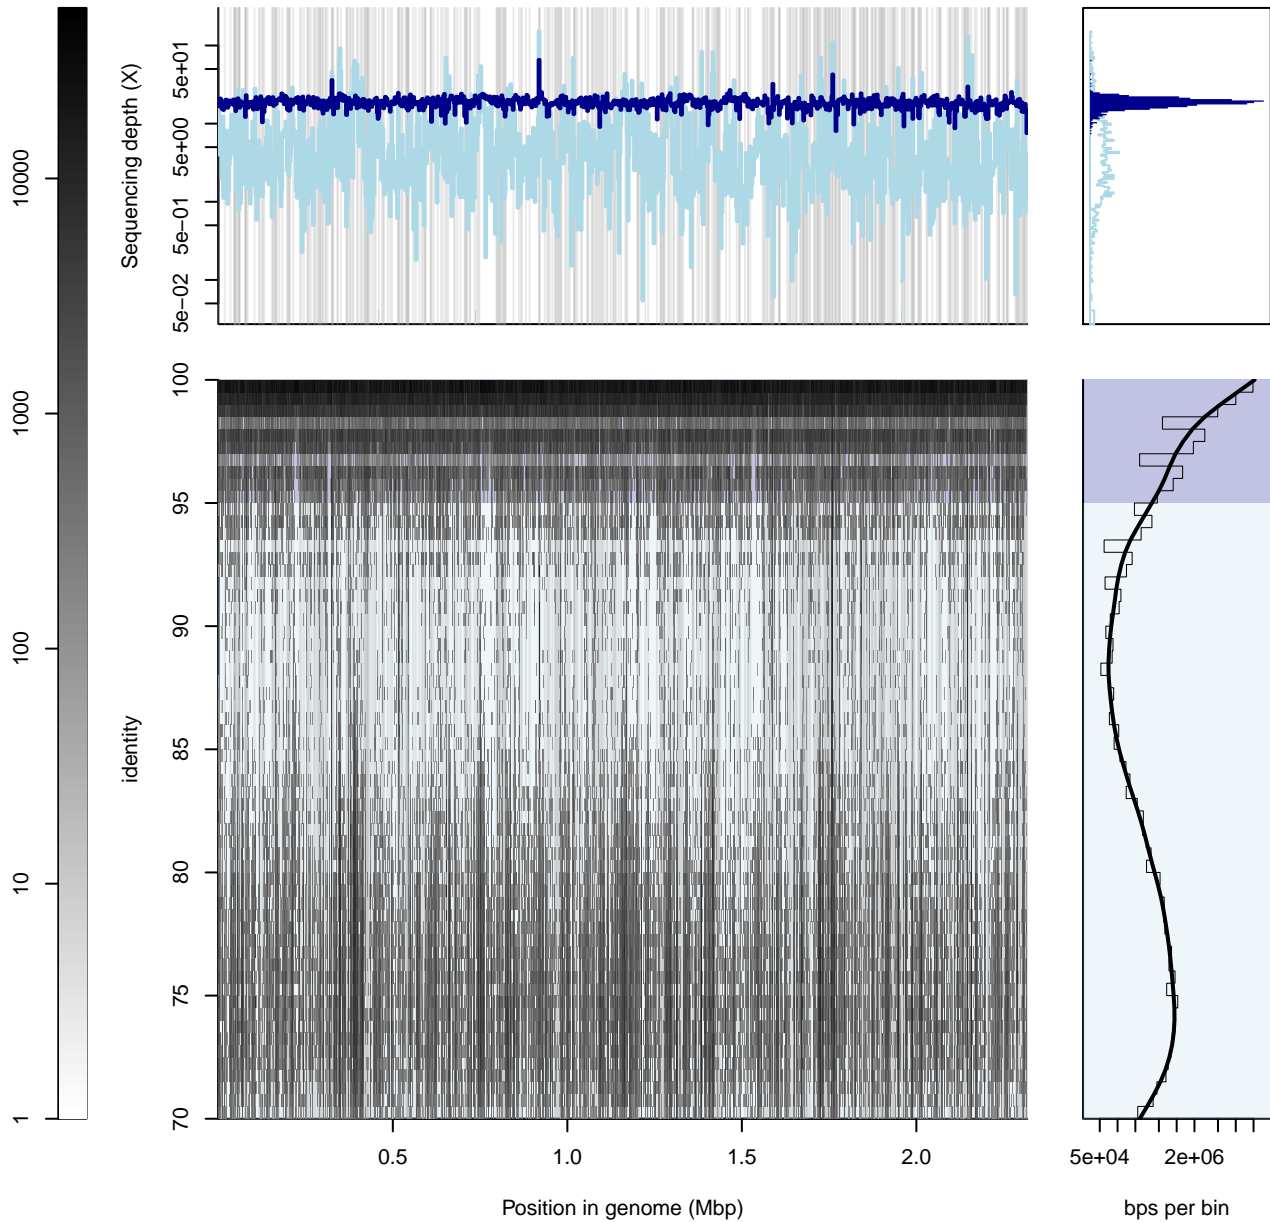 10000
1000
100
10
1
Sequencing depth (X)
5e+01
5e+00
5e−01
5e−02
identity
100
95
90
85
80
75
70
0.5 1.0 1.5 2.0
Position in genome (Mbp)
5e+04 2e+06
bps per bin